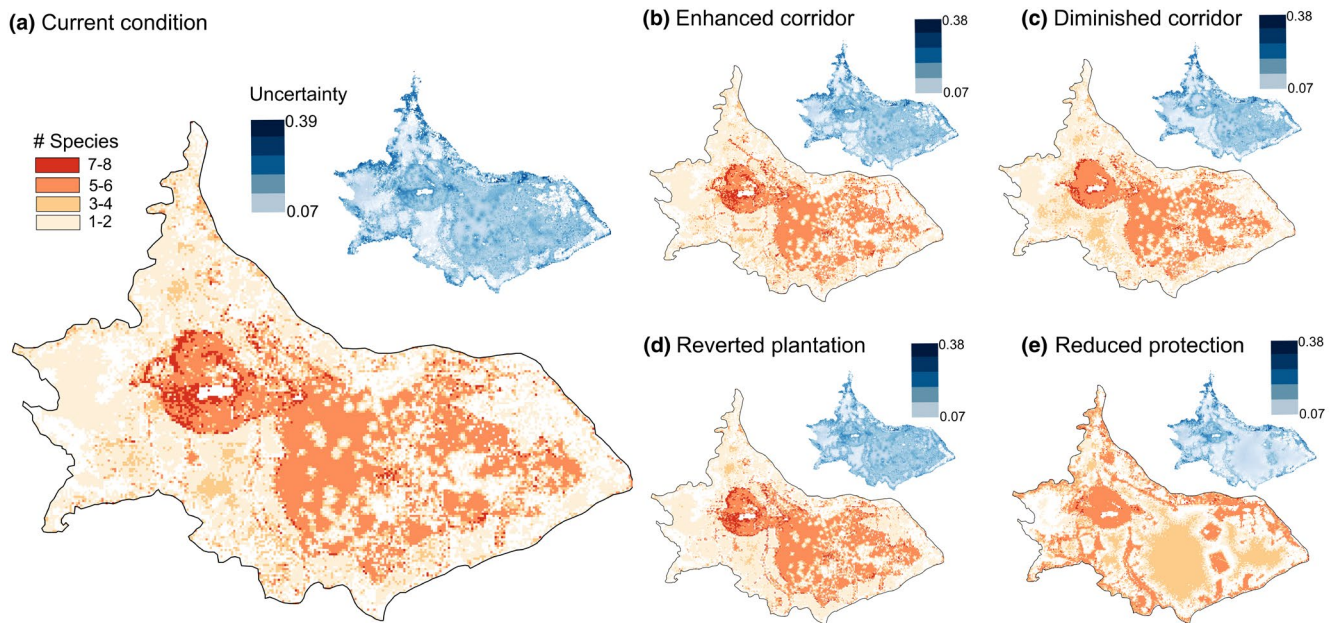 (a) Current condition
Uncertainty
0.39
0.07
# Species
7-8
5-6
3-4
1-2
(b) Enhanced corridor
0.38
0.07
(c) Diminished corridor
0.38
0.07
(d) Reverted plantation
0.38
0.07
(e) Reduced protection
0.38
0.07